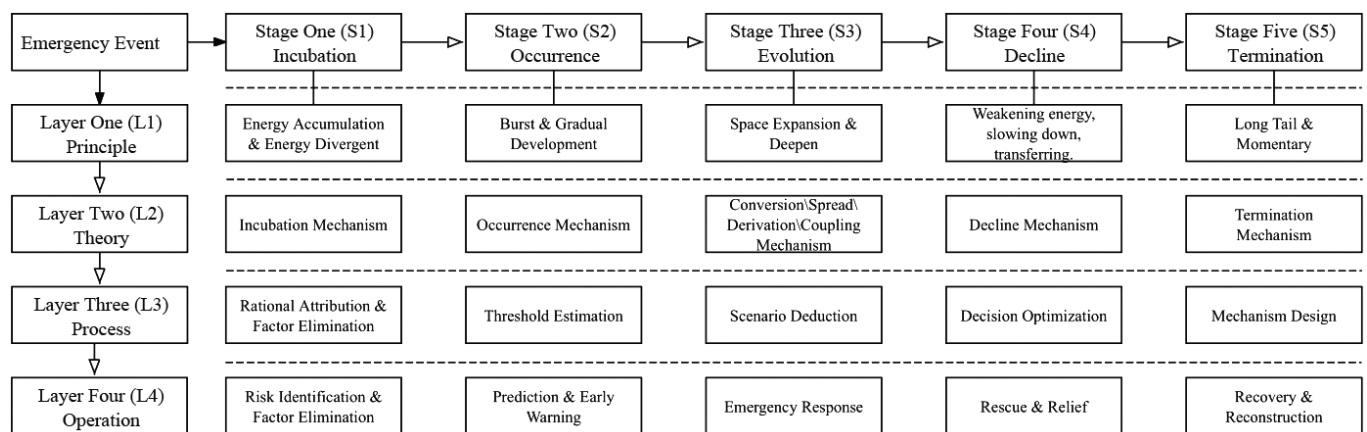 Emergency Event
Stage One (S1)
Incubation
Stage Two (S2)
Occurrence
Stage Three (S3)
Evolution
Stage Four (S4)
Decline
Stage Five (S5)
Termination
Layer One (L1)
Principle
Energy Accumulation
& Energy Divergent
Burst & Gradual
Development
Space Expansion &
Deepen
Weakening energy,
slowing down,
transferring.
Long Tail &
Momentary
Layer Two (L2)
Theory
Incubation Mechanism
Occurrence Mechanism
Conversion\Spread\
Derivation\Coupling
Mechanism
Decline Mechanism
Termination
Mechanism
Layer Three (L3)
Process
Rational Attribution &
Factor Elimination
Threshold Estimation
Scenario Deduction
Decision Optimization
Mechanism Design
Layer Four (L4)
Operation
Risk Identification &
Factor Elimination
Prediction & Early
Warning
Emergency Response
Rescue & Relief
Recovery &
Reconstruction